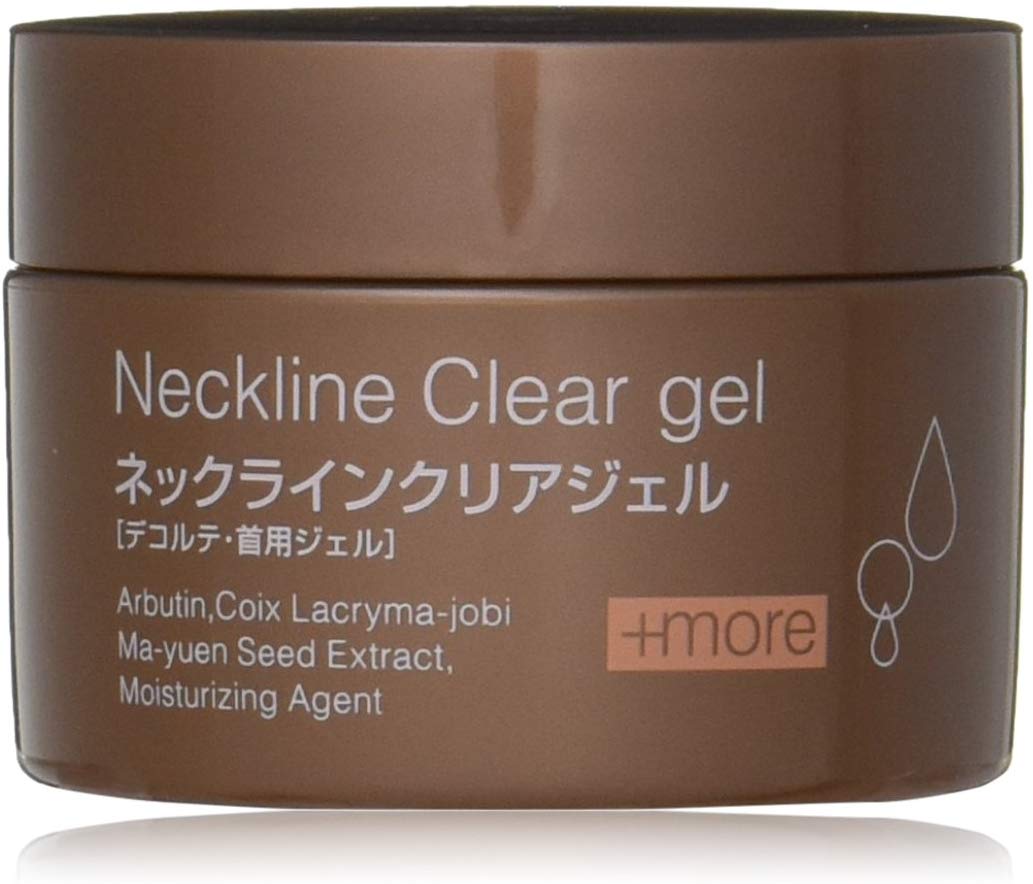 Neckline Clear gel
ネックラインクリアジェル
[デコルテ・首用ジェル]
Arbutin,Coix Lacryma-jobi
Ma-yuen Seed Extract,
Moisturizing Agent
+more